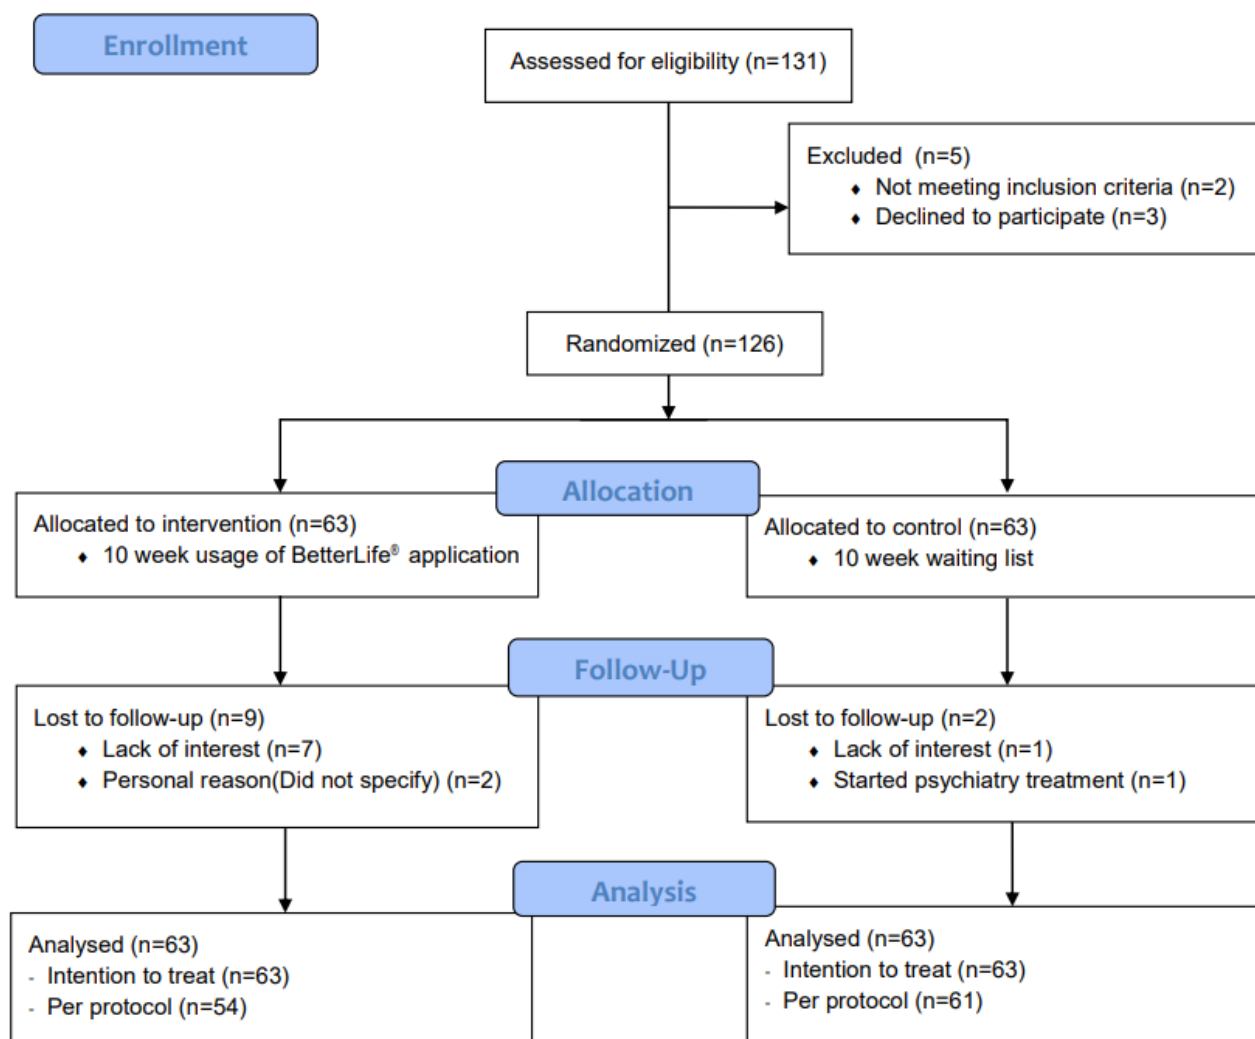 Enrollment
Assessed for eligibility (n=131)
Excluded (n=5)
♦ Not meeting inclusion criteria (n=2)
♦ Declined to participate (n=3)
Randomized (n=126)
Allocation
Allocated to intervention (n=63)
♦ 10 week usage of BetterLife® application
Allocated to control (n=63)
♦ 10 week waiting list
Follow-Up
Lost to follow-up (n=9)
♦ Lack of interest (n=7)
♦ Personal reason(Did not specify) (n=2)
Lost to follow-up (n=2)
♦ Lack of interest (n=1)
♦ Started psychiatry treatment (n=1)
Analysis
Analysed (n=63)
- Intention to treat (n=63)
- Per protocol (n=54)
Analysed (n=63)
- Intention to treat (n=63)
- Per protocol (n=61)